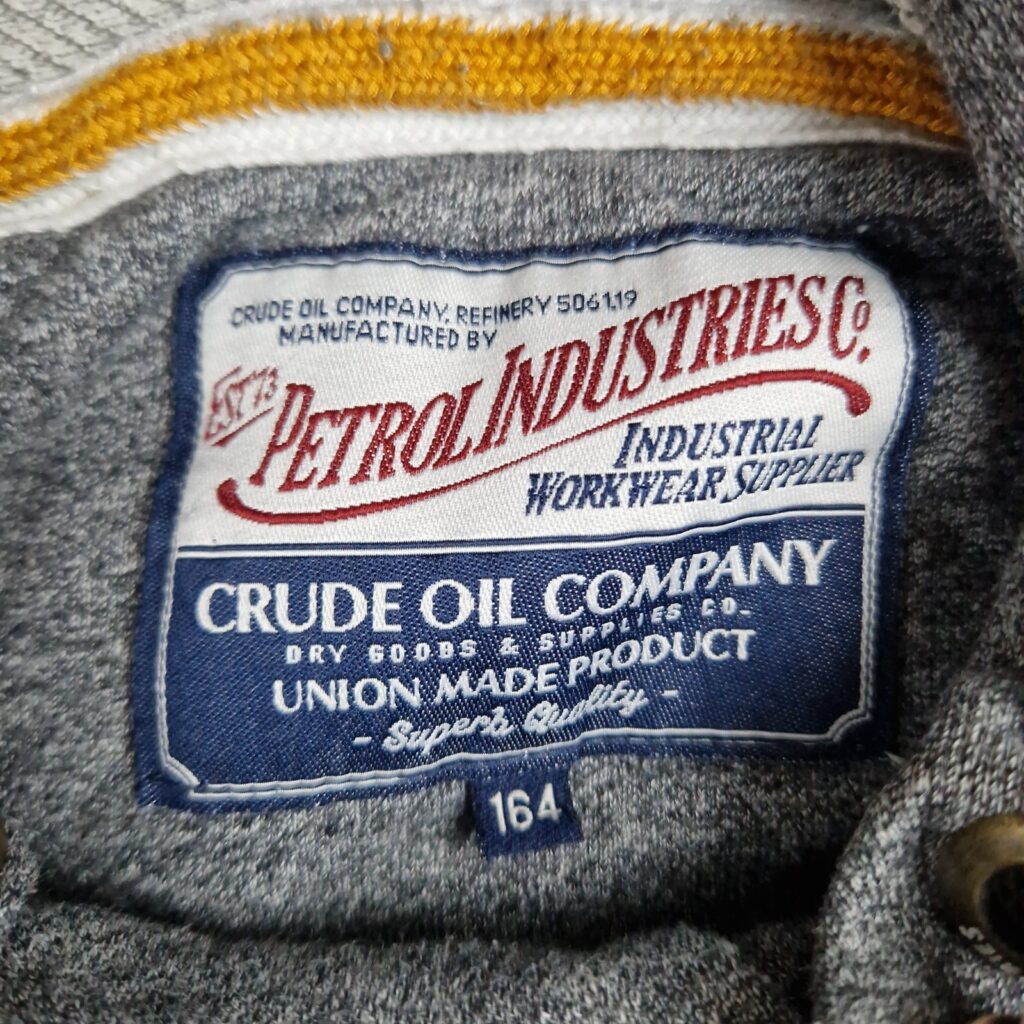 CRUDE OIL COMPANY. REFINERY 5061.19
MANUFACTURED BY
EST'73
PETROL INDUSTRIES Co.
INDUSTRIAL
WORKWEAR SUPPLIER
CRUDE OIL COMPANY
DRY GOODS & SUPPLIES CO.
UNION MADE PRODUCT
- Superb Quality -
164